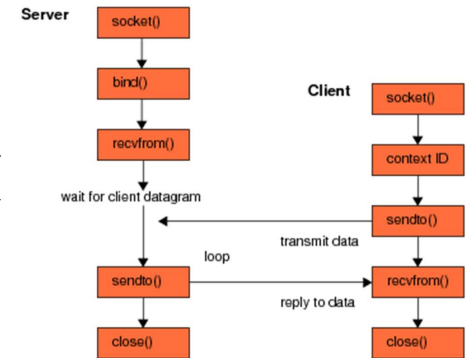 Server
socket()
bind()
recvfrom()
wait for client datagram
loop
sendto()
close()
Client
socket()
context ID
sendto()
transmit data
recvfrom()
reply to data
close()